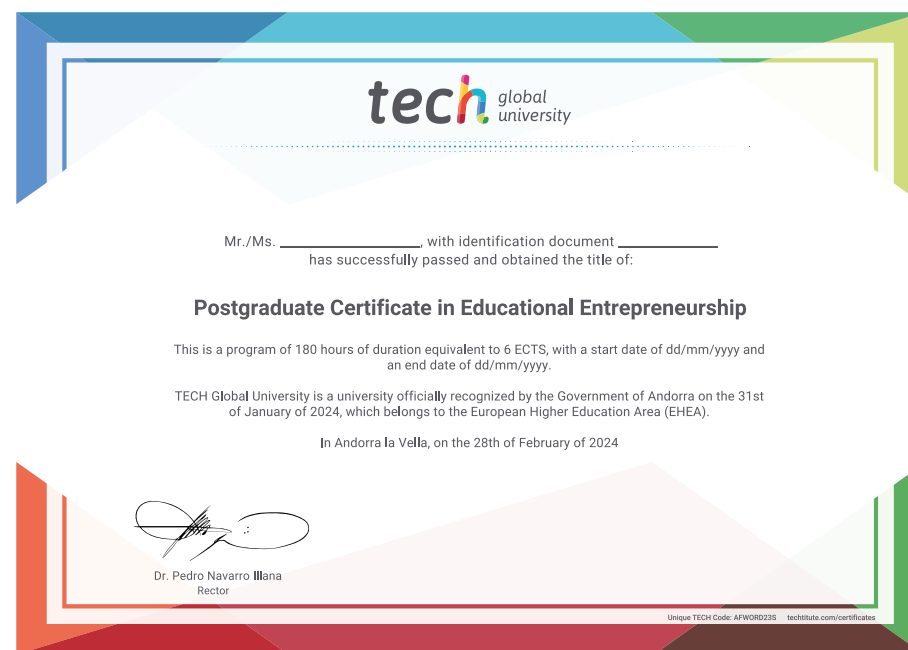 tech global
university
Mr./Ms. ____________, with identification document ____________
has successfully passed and obtained the title of:
Postgraduate Certificate in Educational Entrepreneurship
This is a program of 180 hours of duration equivalent to 6 ECTS, with a start date of dd/mm/yyyy and
an end date of dd/mm/yyyy.
TECH Global University is a university officially recognized by the Government of Andorra on the 31st
of January of 2024, which belongs to the European Higher Education Area (EHEA).
In Andorra la Vella, on the 28th of February of 2024
Dr. Pedro Navarro Illana
Rector
Unique TECH Code: AFWORD23S techtitute.com/certificates